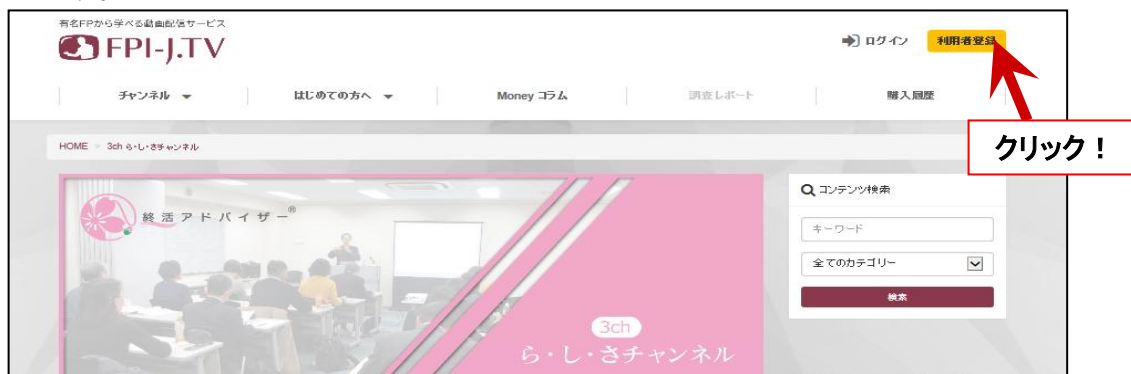 有名FPから学べる動画配信サービス
FPI-J.TV
ログイン
利用者登録
チャンネル
はじめての方へ
Money コラム
調査レポート
購入履歴
クリック！
HOME > 3ch ら・し・さチャンネル
コンテンツ検索
終活アドバイザー®
キーワード
全てのカテゴリー
検索
3ch
ら・し・さチャンネル